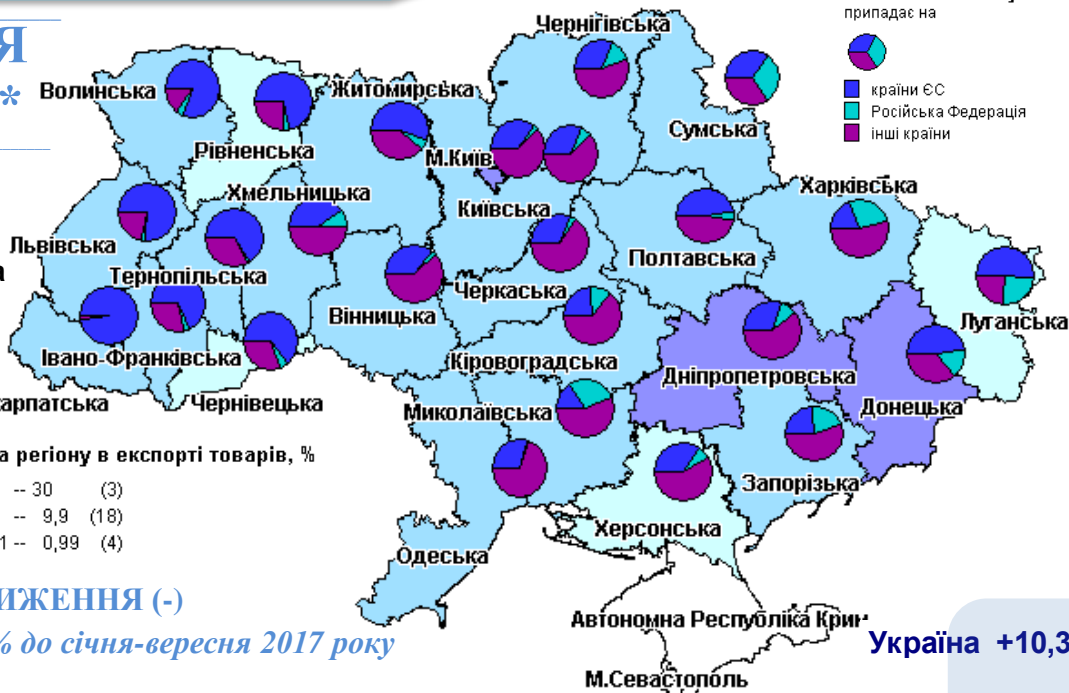 припадає на
країни ЄС
Російська Федерація
інші країни
Я
*
Чернігівська
Волинська
Житомирська
Сумська
Рівненська
М.Київ
Хмельницька
Харківська
Київська
Львівська
Полтавська
а
Тернопільська
Черкаська
Вінницька
Луганська
Івано-Франківська
Кіровоградська
Дніпропетровська
карпатська
Чернівецька
Миколаївська
Донецька
а регіону в експорті товарів, %
-- 30 (3)
-- 9,9 (18)
1 -- 0,99 (4)
Запорізька
Херсонська
Одеська
ИЖЕННЯ (-)
Автономна Республіка Крим
% до січня-вересня 2017 року
Україна +10,3
М.Севастополь